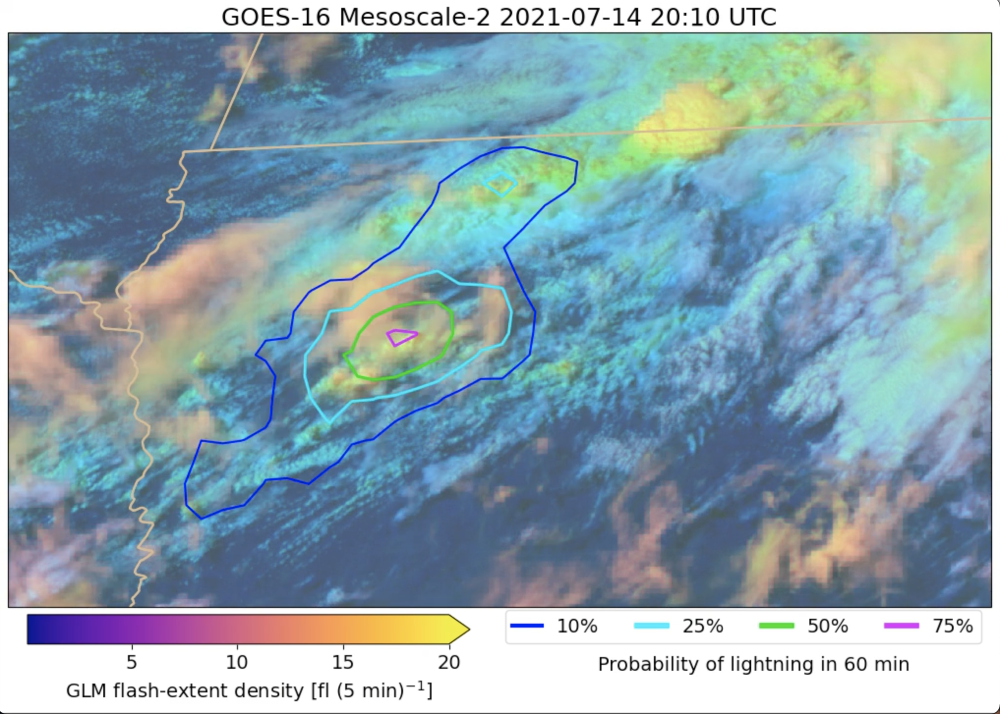 GOES-16 Mesoscale-2 2021-07-14 20:10 UTC
10% 25% 50% 75%
5 10 15 20
Probability of lightning in 60 min
GLM flash-extent density [fl (5 min)⁻¹]